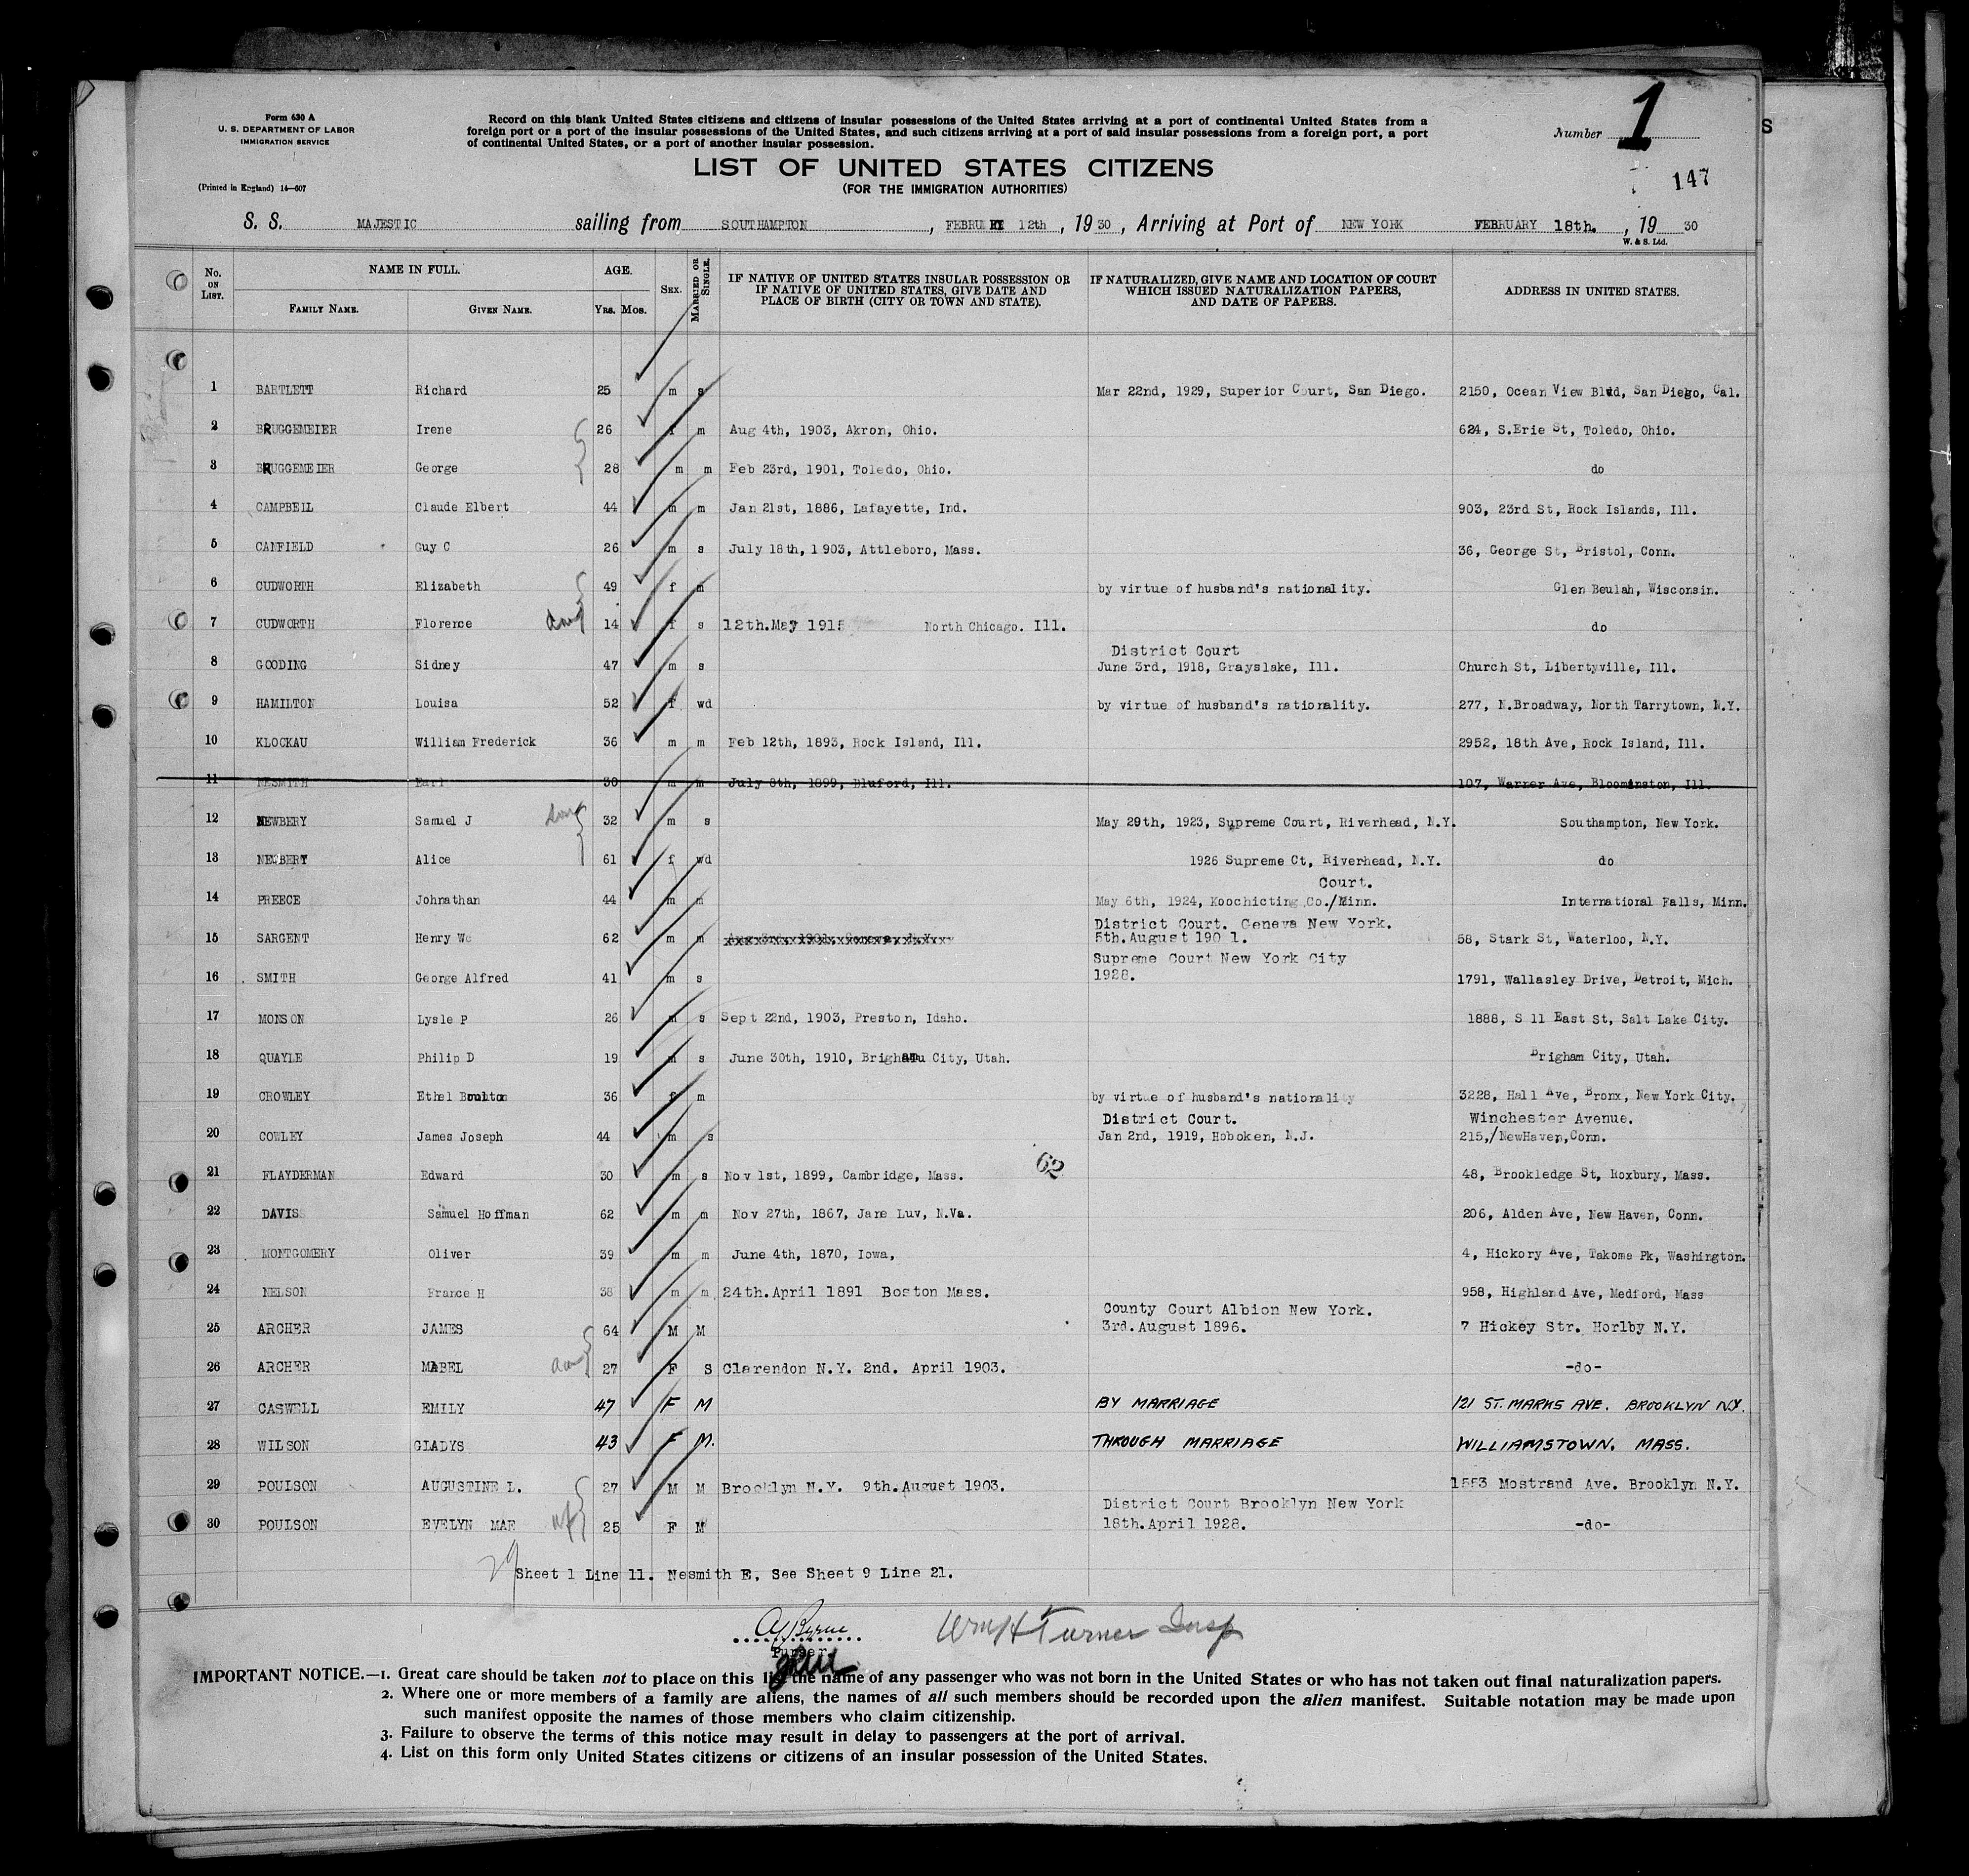 Form 630 A
U. S. DEPARTMENT OF LABOR
IMMIGRATION SERVICE
(Printed in England) 14—607
Record on this blank United States citizens and citizens of insular possessions of the United States arriving at a port of continental United States from a
foreign port or a port of the insular possessions of the United States, and such citizens arriving at a port of said insular possessions from a foreign port, a port
of continental United States, or a port of another insular possession.
Number 1
147
LIST OF UNITED STATES CITIZENS
(FOR THE IMMIGRATION AUTHORITIES)
S. S. MAJESTIC sailing from SOUTHAMPTON, 12th, 1930, Arriving at Port of NEW YORK FEBRUARY 18th., 19 30
W. & S. Ltd.
No. ON LIST. NAME IN FULL. FAMILY NAME. GIVEN NAME. AGE. YRS. MOS. SEX. MARRIED OR SINGLE. IF NATIVE OF UNITED STATES INSULAR POSSESSION OR IF NATIVE OF UNITED STATES, GIVE DATE AND PLACE OF BIRTH (CITY OR TOWN AND STATE). IF NATURALIZED, GIVE NAME AND LOCATION OF COURT WHICH ISSUED NATURALIZATION PAPERS, AND DATE OF PAPERS. ADDRESS IN UNITED STATES.
1 BARTLETT Richard 25 m s Mar 22nd, 1929, Superior Court, San Diego. 2150, Ocean View Blvd, San Diego, Cal.
2 BRUGGEMEIER Irene 26 f m Aug 4th, 1903, Akron, Ohio. 624, S.Erie St, Toledo, Ohio.
3 BRUGGEMEIER George 28 m m Feb 23rd, 1901, Toledo, Ohio. do
4 CAMPBELL Claude Elbert 44 m m Jan 21st, 1886, Lafayette, Ind. 903, 23rd St, Rock Islands, Ill.
5 CANFIELD Guy C 26 m s July 18th, 1903, Attleboro, Mass. 36, George St, Bristol, Conn.
6 CUDWORTH Elizabeth 49 f m by virtue of husband's nationality. Glen Beulah, Wisconsin.
7 CUDWORTH Florence 14 f s 12th.May 1915 North Chicago. Ill. do
8 GOODING Sidney 47 m s District Court
June 3rd, 1918, Grayslake, Ill. Church St, Libertyville, Ill.
9 HAMILTON Louisa 52 f wd by virtue of husband's nationality. 277, N.Broadway, North Tarrytown, N.Y.
10 KLOCKAU William Frederick 36 m m Feb 12th, 1893, Rock Island, Ill. 2952, 18th Ave, Rock Island, Ill.
11 NESMITH Earl 30 m m July 8th, 1899, Bluford, Ill. 107, Warner Ave, Bloominston, Ill.
12 NEWBERY Samuel J 32 m s May 29th, 1923, Supreme Court, Riverhead, N.Y. Southampton, New York.
13 NEWBERY Alice 61 f wd 1926 Supreme Ct, Riverhead, N.Y. do
14 PREECE Johnathan 44 m m Court.
May 6th, 1924, Koochicting Co./Minn. International Falls, Minn.
15 SARGENT Henry 62 m m District Court. Geneva New York.
5th.August 1901. 58, Stark St, Waterloo, N.Y.
16 SMITH George Alfred 41 m s Supreme Court New York City
1928. 1791, Wallasley Drive, Detroit, Mich.
17 MONSON Lysle P 26 m s Sept 22nd, 1903, Preston, Idaho. 1888, S 11 East St, Salt Lake City.
18 QUAYLE Philip D 19 m s June 30th, 1910, Brigham City, Utah. Brigham City, Utah.
19 CROWLEY Ethel 36 f m by virtue of husband's nationality 3228, Hall Ave, Bronx, New York City.
20 COWLEY James Joseph 44 m s District Court.
Jan 2nd, 1919, Hoboken, N.J. Winchester Avenue.
215,/NewHaven,Conn.
21 FLAYDERMAN Edward 30 m s Nov 1st, 1899, Cambridge, Mass. 62 48, Brookledge St, Roxbury, Mass.
22 DAVIS Samuel Hoffman 62 m m Nov 27th, 1867, Jane Luv, N.Va. 206, Alden Ave, New Haven, Conn.
23 MONTGOMERY Oliver 39 m m June 4th, 1870, Iowa, 4, Hickory Ave, Takoma Pk, Washington.
24 NELSON France H 38 m m 24th.April 1891 Boston Mass. 958, Highland Ave, Medford, Mass
25 ARCHER JAMES 64 M M County Court Albion New York.
3rd.August 1896. 7 Hickey Str. Horlby N.Y.
26 ARCHER MABEL 27 F S Clarendon N.Y. 2nd. April 1903. -do-
27 CASWELL EMILY 47 F M BY MARRIAGE 121 ST. MARKS AVE. BROOKLYN N.Y.
28 WILSON GLADYS 43 F M. THROUGH MARRIAGE WILLIAMSTOWN. MASS.
29 POULSON AUGUSTINE L. 27 M M Brooklyn N.Y. 9th.August 1903. 1553 Mostrand Ave. Brooklyn N.Y.
30 POULSON EVELYN MAE 25 F M District Court Brooklyn New York
18th.April 1928. -do-
29
Sheet 1 Line 11. Nesmith E, See Sheet 9 Line 21.
Wm H Turner Insp
Purser
IMPORTANT NOTICE.—1. Great care should be taken not to place on this list the name of any passenger who was not born in the United States or who has not taken out final naturalization papers.
2. Where one or more members of a family are aliens, the names of all such members should be recorded upon the alien manifest. Suitable notation may be made upon
such manifest opposite the names of those members who claim citizenship.
3. Failure to observe the terms of this notice may result in delay to passengers at the port of arrival.
4. List on this form only United States citizens or citizens of an insular possession of the United States.